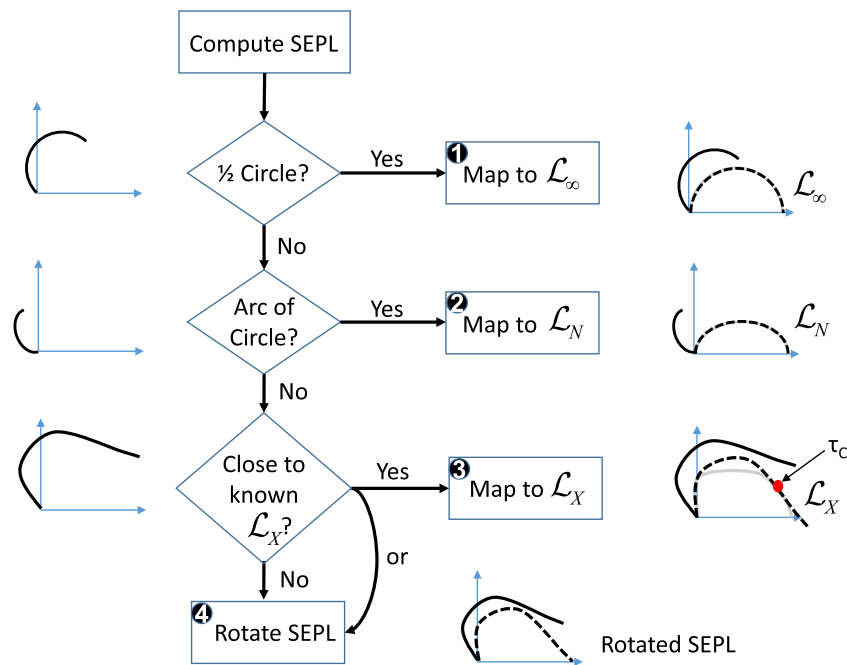 Compute SEPL
½ Circle?
Yes
1
Map to ℒ∞
ℒ∞
No
Arc of
Circle?
Yes
2
Map to ℒN
ℒN
No
Close to
known
ℒX?
Yes
3
Map to ℒX
τC
ℒX
or
No
4
Rotate SEPL
Rotated SEPL